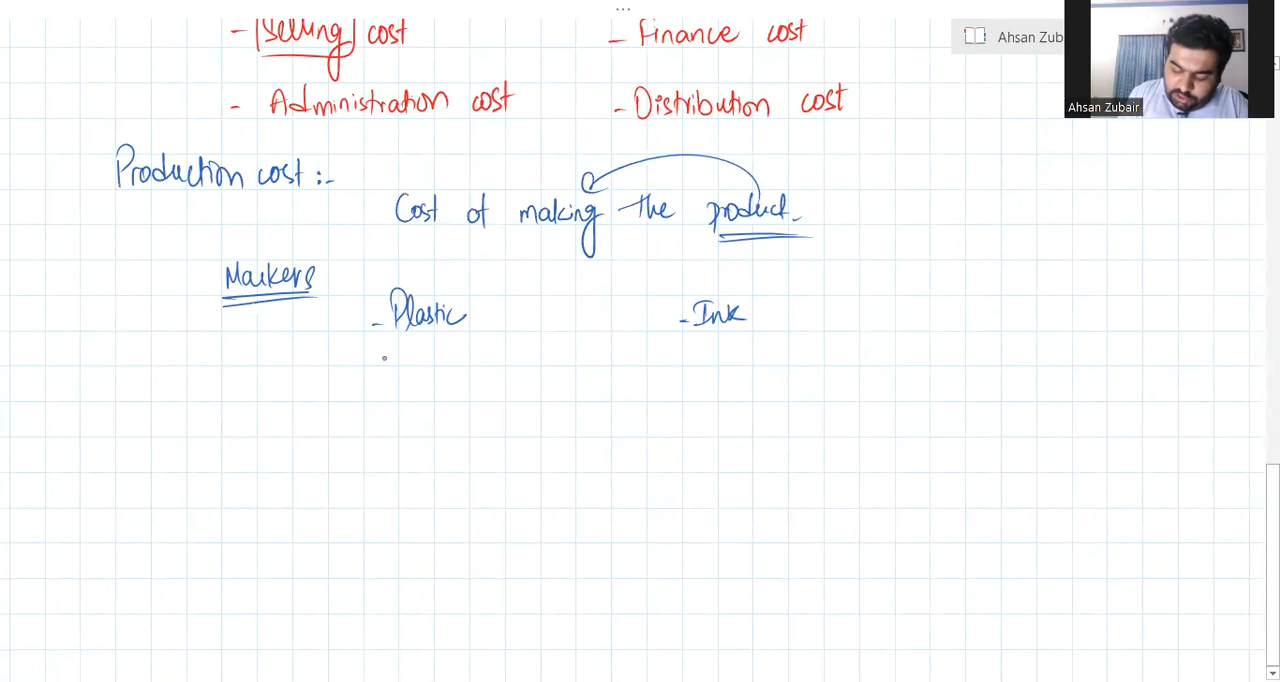 ...
- Selling cost - Finance cost
Ahsan Zub
- Administration cost - Distribution cost
Ahsan Zubair
Production cost :-
Cost of making the product.
Markers
- Plastic - Ink